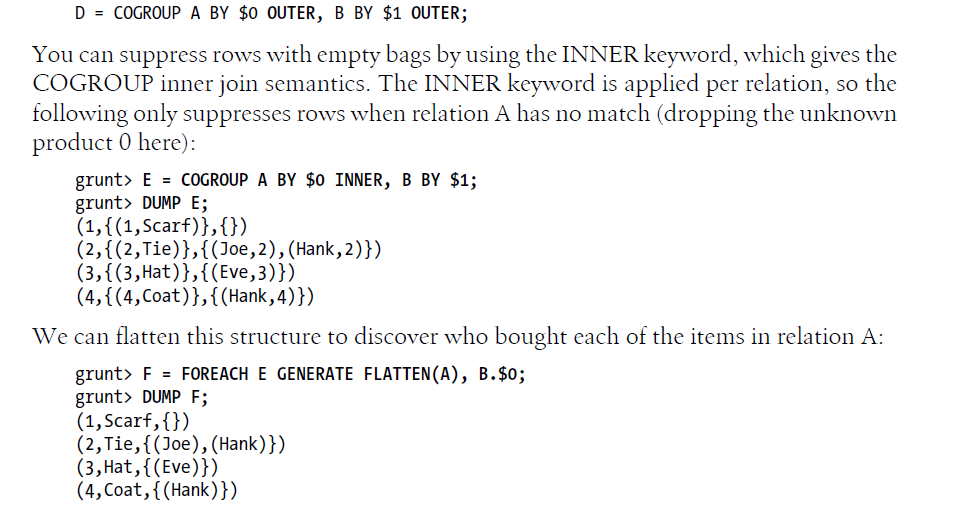 D = COGROUP A BY $0 OUTER, B BY $1 OUTER;
You can suppress rows with empty bags by using the INNER keyword, which gives the
COGROUP inner join semantics. The INNER keyword is applied per relation, so the
following only suppresses rows when relation A has no match (dropping the unknown
product 0 here):
grunt> E = COGROUP A BY $0 INNER, B BY $1;
grunt> DUMP E;
(1,{(1,Scarf)},{})
(2,{(2,Tie)},{(Joe,2),(Hank,2)})
(3,{(3,Hat)},{(Eve,3)})
(4,{(4,Coat)},{(Hank,4)})
We can flatten this structure to discover who bought each of the items in relation A:
grunt> F = FOREACH E GENERATE FLATTEN(A), B.$0;
grunt> DUMP F;
(1,Scarf,{})
(2,Tie,{(Joe),(Hank)})
(3,Hat,{(Eve)})
(4,Coat,{(Hank)})